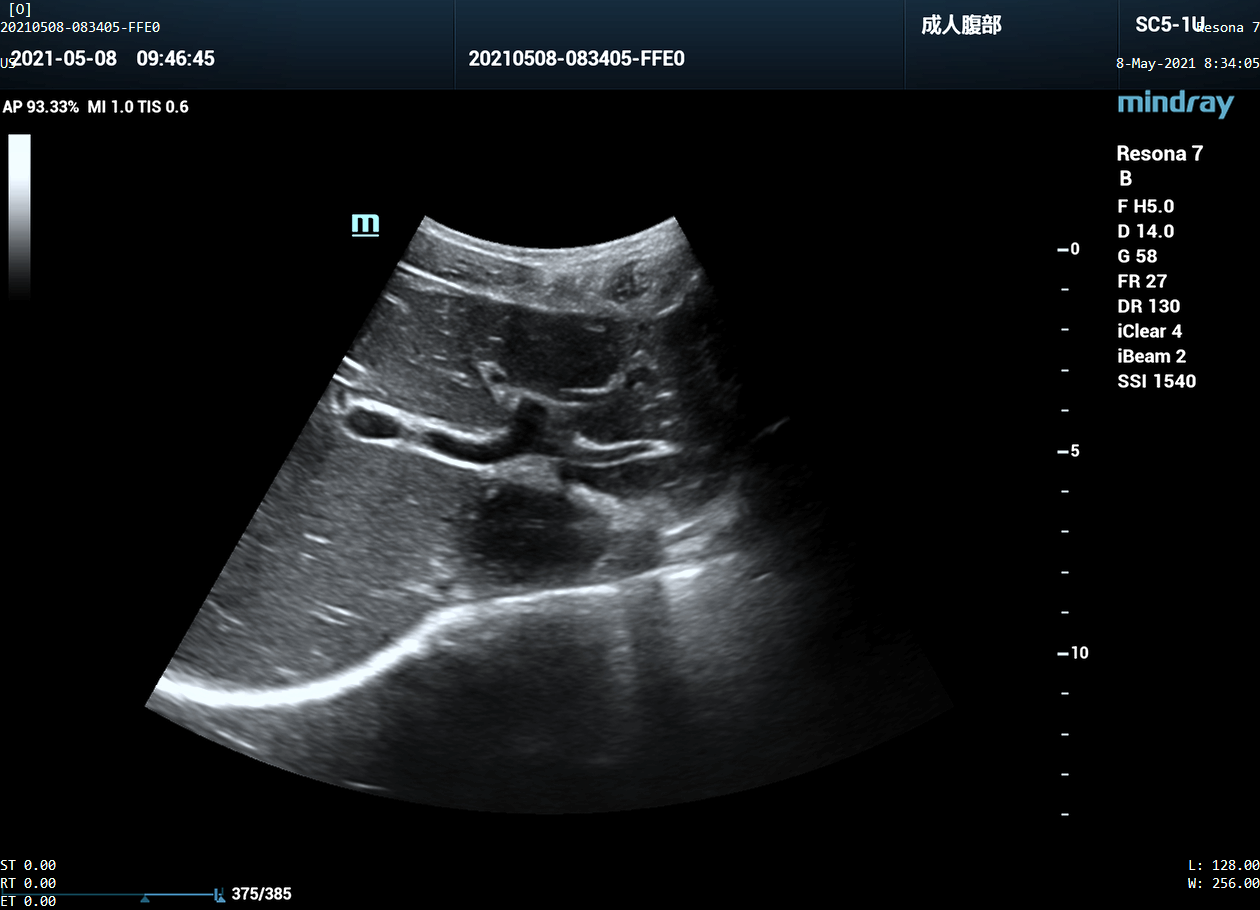 [O]
20210508-083405-FFE0
2021-05-08 09:46:45
US
20210508-083405-FFE0
成人腹部
SC5-1U
Resona 7
8-May-2021 8:34:05
AP 93.33% MI 1.0 TIS 0.6
mindray
Resona 7
B
F H5.0
D 14.0
G 58
FR 27
DR 130
iClear 4
iBeam 2
SSI 1540
m
0
5
10
ST 0.00
RT 0.00
ET 0.00
375/385
L: 128.00
W: 256.00